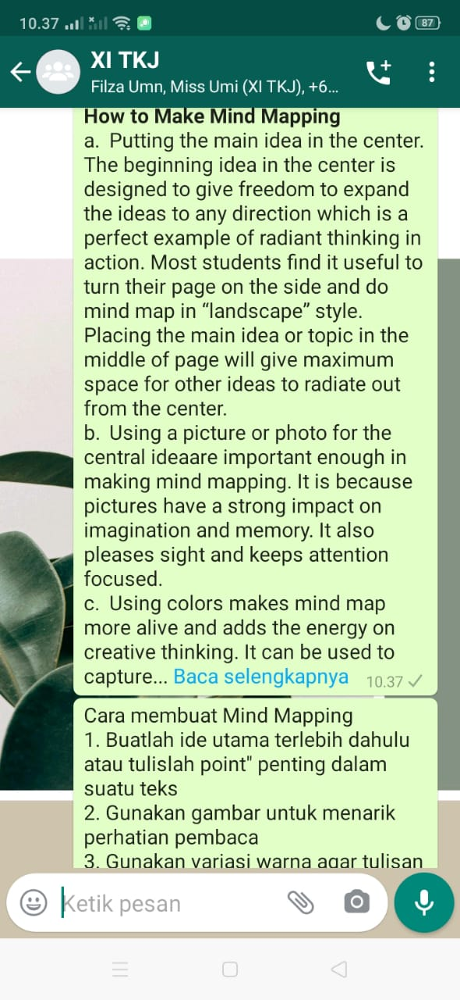 10.37
87
XI TKJ
Filza Umn, Miss Umi (XI TKJ), +6...
How to Make Mind Mapping
a. Putting the main idea in the center.
The beginning idea in the center is
designed to give freedom to expand
the ideas to any direction which is a
perfect example of radiant thinking in
action. Most students find it useful to
turn their page on the side and do
mind map in “landscape” style.
Placing the main idea or topic in the
middle of page will give maximum
space for other ideas to radiate out
from the center.
b. Using a picture or photo for the
central ideaare important enough in
making mind mapping. It is because
pictures have a strong impact on
imagination and memory. It also
pleases sight and keeps attention
focused.
c. Using colors makes mind map
more alive and adds the energy on
creative thinking. It can be used to
capture... Baca selengkapnya 10.37
Cara membuat Mind Mapping
1. Buatlah ide utama terlebih dahulu
atau tulislah point" penting dalam
suatu teks
2. Gunakan gambar untuk menarik
perhatian pembaca
3. Gunakan variasi warna agar tulisan
Ketik pesan